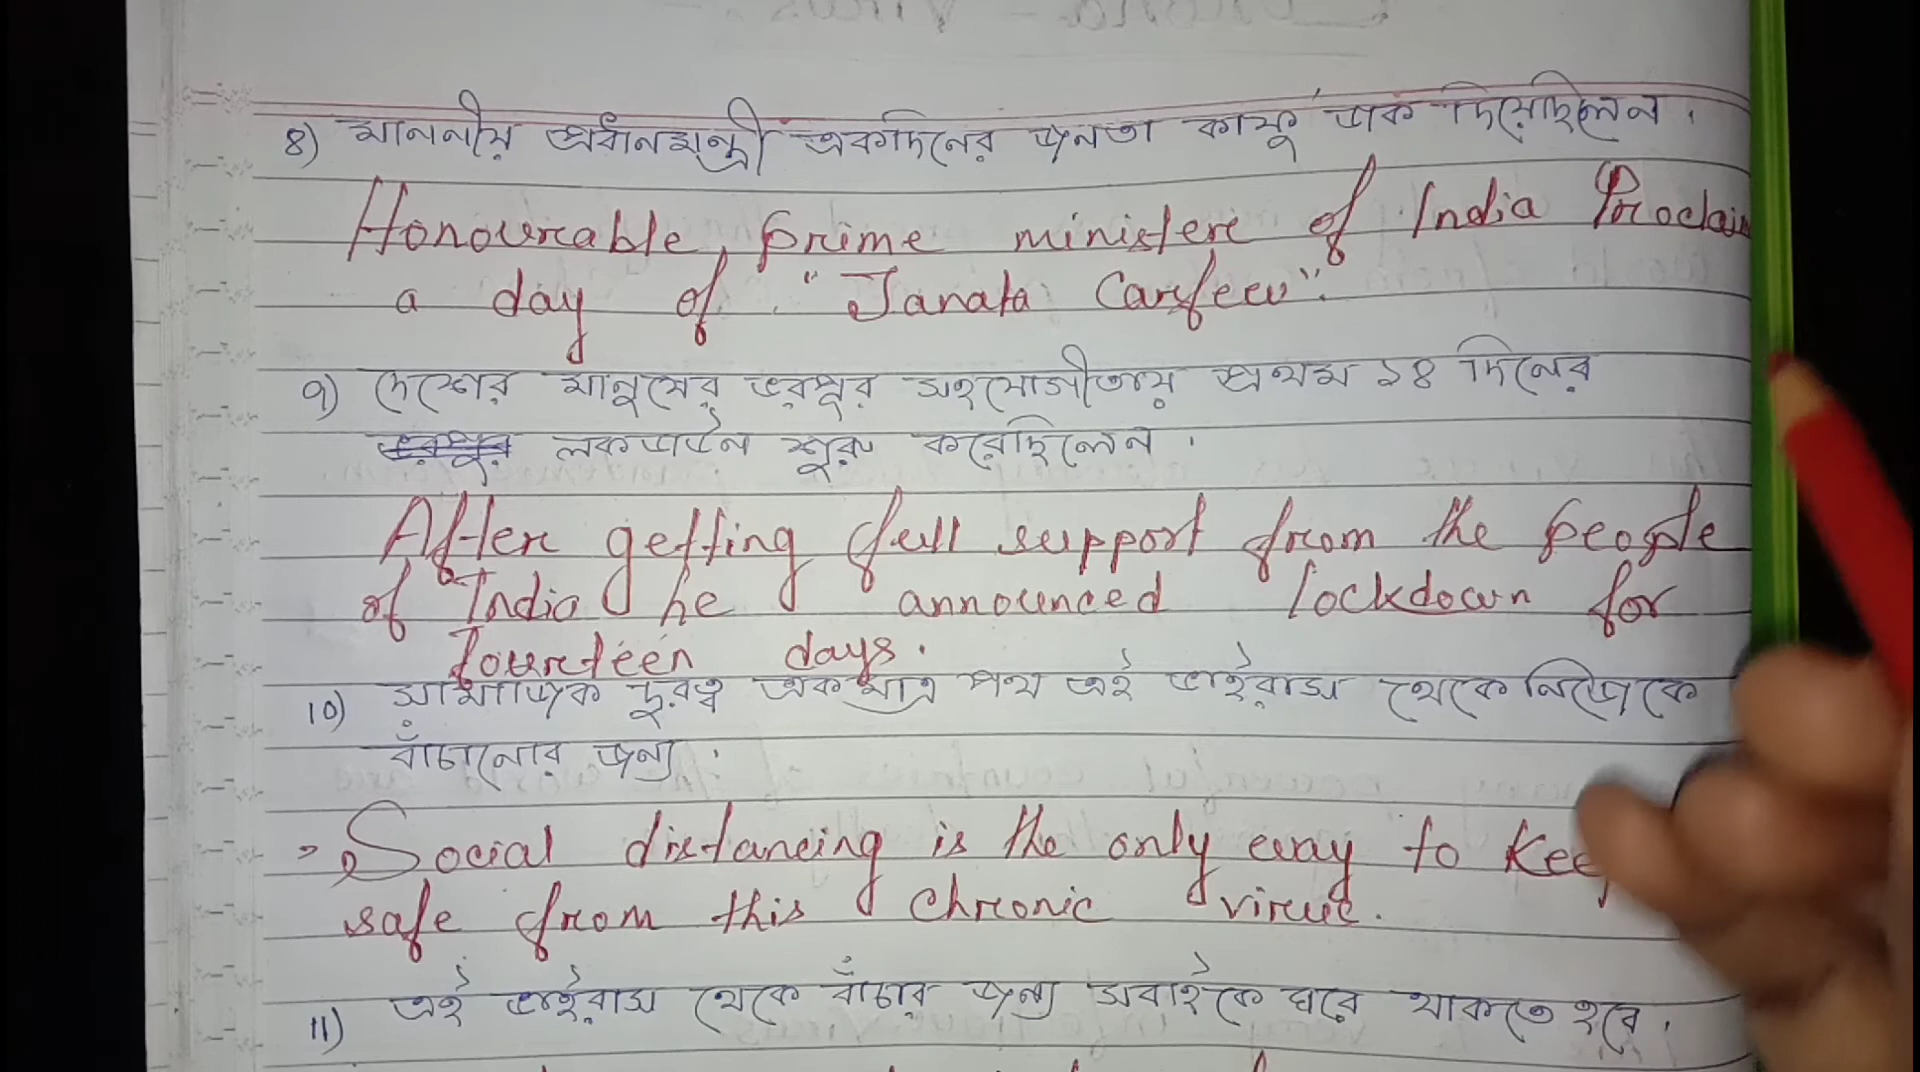 8) মাননীয় প্রধানমন্ত্রী একদিনের জনতা কার্ফু ডাক দিয়েছিলেন.
Honourable, prime minister of India Proclaim
a day of "Janata Carfew".
9) দেশের মানুষের ভরপুর সহযোগীতায় প্রথম ১৪ দিনের
লকডাউন শুরু করেছিলেন.
After getting full support from the people
of India he announced lockdown for
fourteen days.
10) সামাজিক দুরত্ব একমাত্র পথ এই ভাইরাস থেকে নিজেকে
বাঁচানোর জন্য.
Social distancing is the only way to Kee
safe from this chronic virus.
11) এই ভাইরাস থেকে বাঁচার জন্য সবাইকে ঘরে থাকতে হবে.